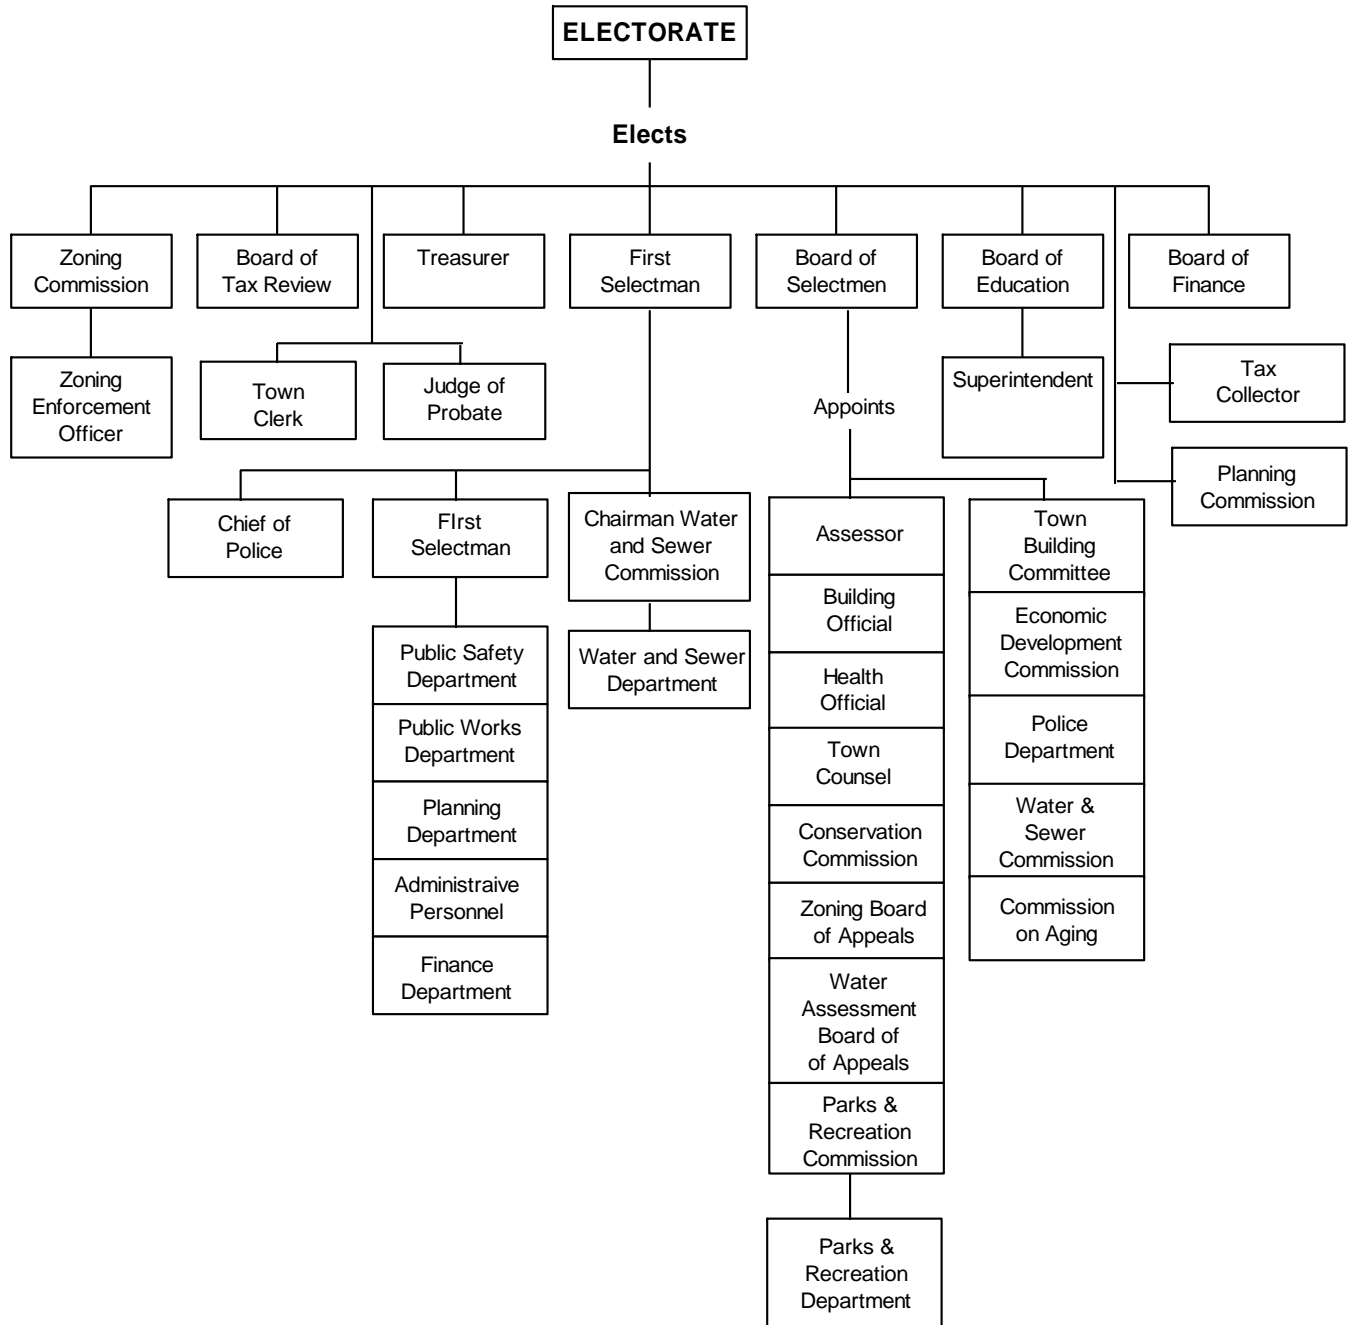 ELECTORATE
Elects
Zoning
Commission
Board of
Tax Review
Treasurer
First
Selectman
Board of
Selectmen
Board of
Education
Board of
Finance
Zoning
Enforcement
Officer
Town
Clerk
Judge of
Probate
Appoints
Superintendent
Tax
Collector
Planning
Commission
Chief of
Police
FIrst
Selectman
Chairman Water
and Sewer
Commission
Public Safety
Department
Public Works
Department
Planning
Department
Administraive
Personnel
Finance
Department
Water and Sewer
Department
Assessor
Building
Official
Health
Official
Town
Counsel
Conservation
Commission
Zoning Board
of Appeals
Water
Assessment
Board of
of Appeals
Parks &
Recreation
Commission
Parks &
Recreation
Department
Town
Building
Committee
Economic
Development
Commission
Police
Department
Water &
Sewer
Commission
Commission
on Aging